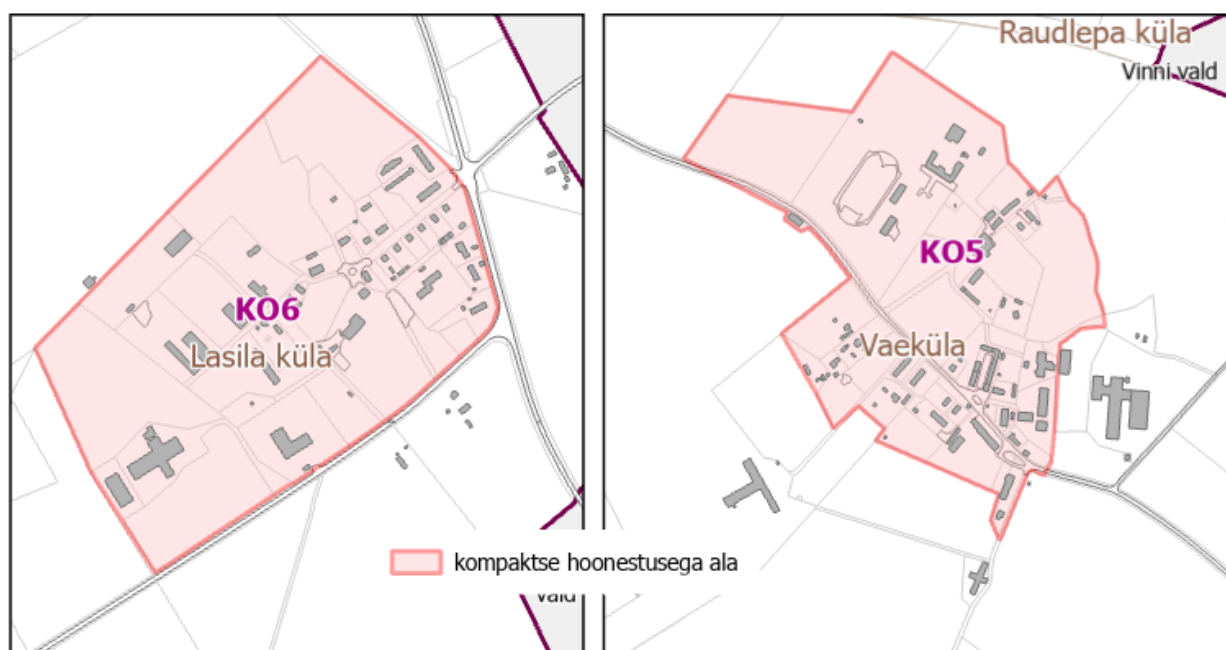 KO6
Lasila küla
Raudlepa küla
Vinni vald
KO5
Vaeküla
kompaktse hoonestusega ala
vald